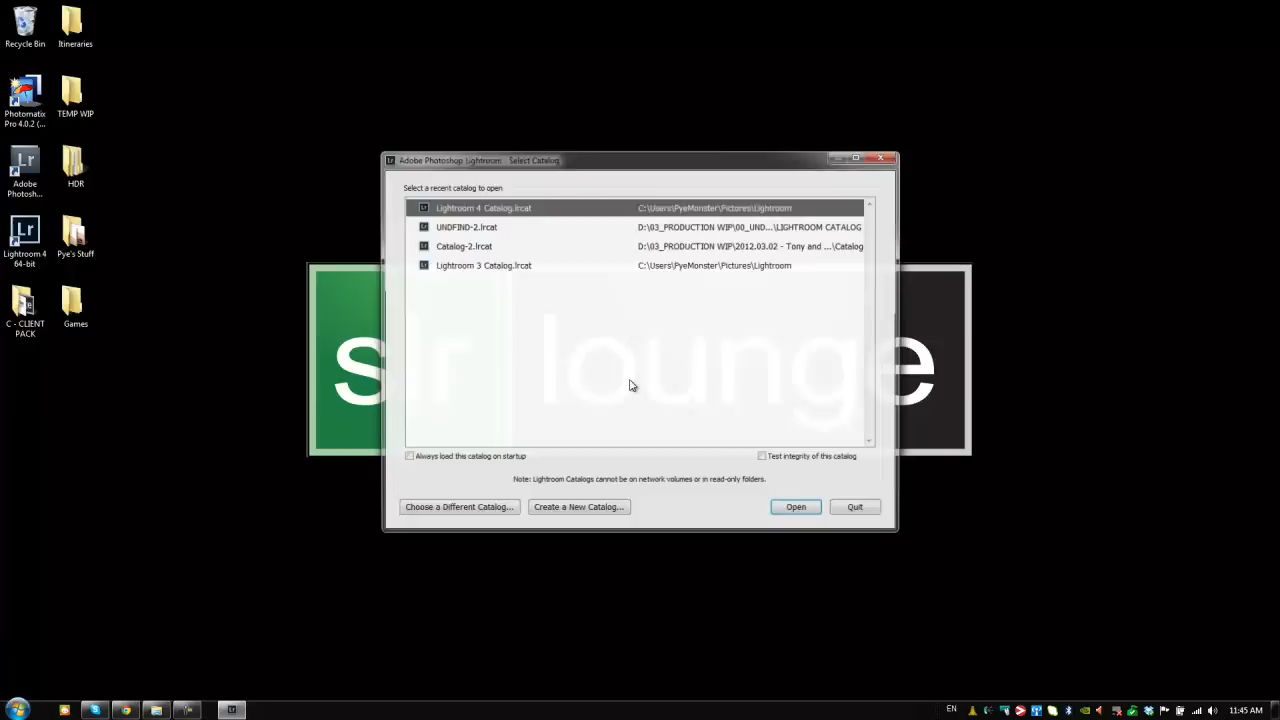 Recycle Bin
Itineraries
Photomatix
Pro 4.0.2 (...
TEMP WIP
Adobe
Photosh...
HDR
Lightroom 4
64-bit
Pye's Stuff
C - CLIENT
PACK
Games
Adobe Photoshop Lightroom - Select Catalog
Select a recent catalog to open
Lightroom 4 Catalog.lrcat C:\Users\PyeMonster\Pictures\Lightroom
UNDFIND-2.lrcat D:\03_PRODUCTION WIP\00_UND...\LIGHTROOM CATALOG
Catalog-2.lrcat D:\03_PRODUCTION WIP\2012.03.02 - Tony and ...\Catalog
Lightroom 3 Catalog.lrcat C:\Users\PyeMonster\Pictures\Lightroom
slr lounge
Always load this catalog on startup
Test integrity of this catalog
Note: Lightroom Catalogs cannot be on network volumes or in read-only folders.
Choose a Different Catalog... Create a New Catalog... Open Quit
EN 11:45 AM